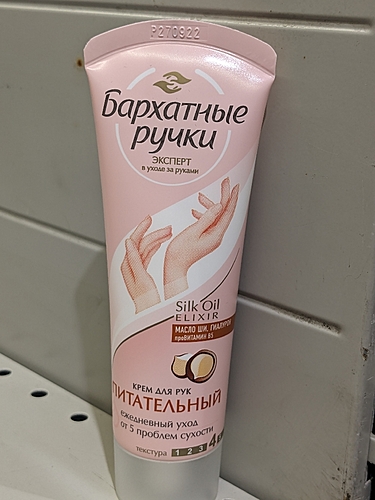 P270922
Бархатные
ручки
ЭКСПЕРТ
в уходе за руками
Silk Oil
ELIXIR
МАСЛО ШИ, ГИАЛУРОН
проВИТАМИН B5
КРЕМ ДЛЯ РУК
ПИТАТЕЛЬНЫЙ
ежедневный уход
от 5 проблем сухости
текстура 1 2 3